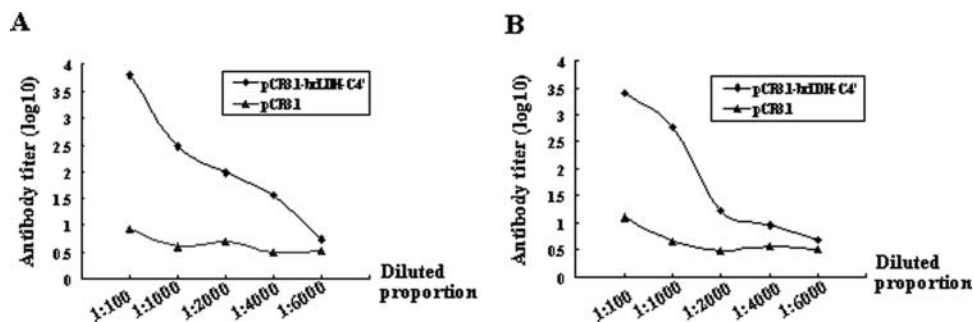 A
Antibody titer (log10)
4
3.5
3
2.5
2
1.5
1
0.5
0
pCR3.1-hrLDH-C4'
pCR3.1
1:100
1:1000
1:2000
1:4000
1:6000
Diluted
proportion
B
Antibody titer (log10)
4
3.5
3
2.5
2
1.5
1
0.5
0
pCR3.1-hrLDH-C4'
pCR3.1
1:100
1:1000
1:2000
1:4000
1:6000
Diluted
proportion